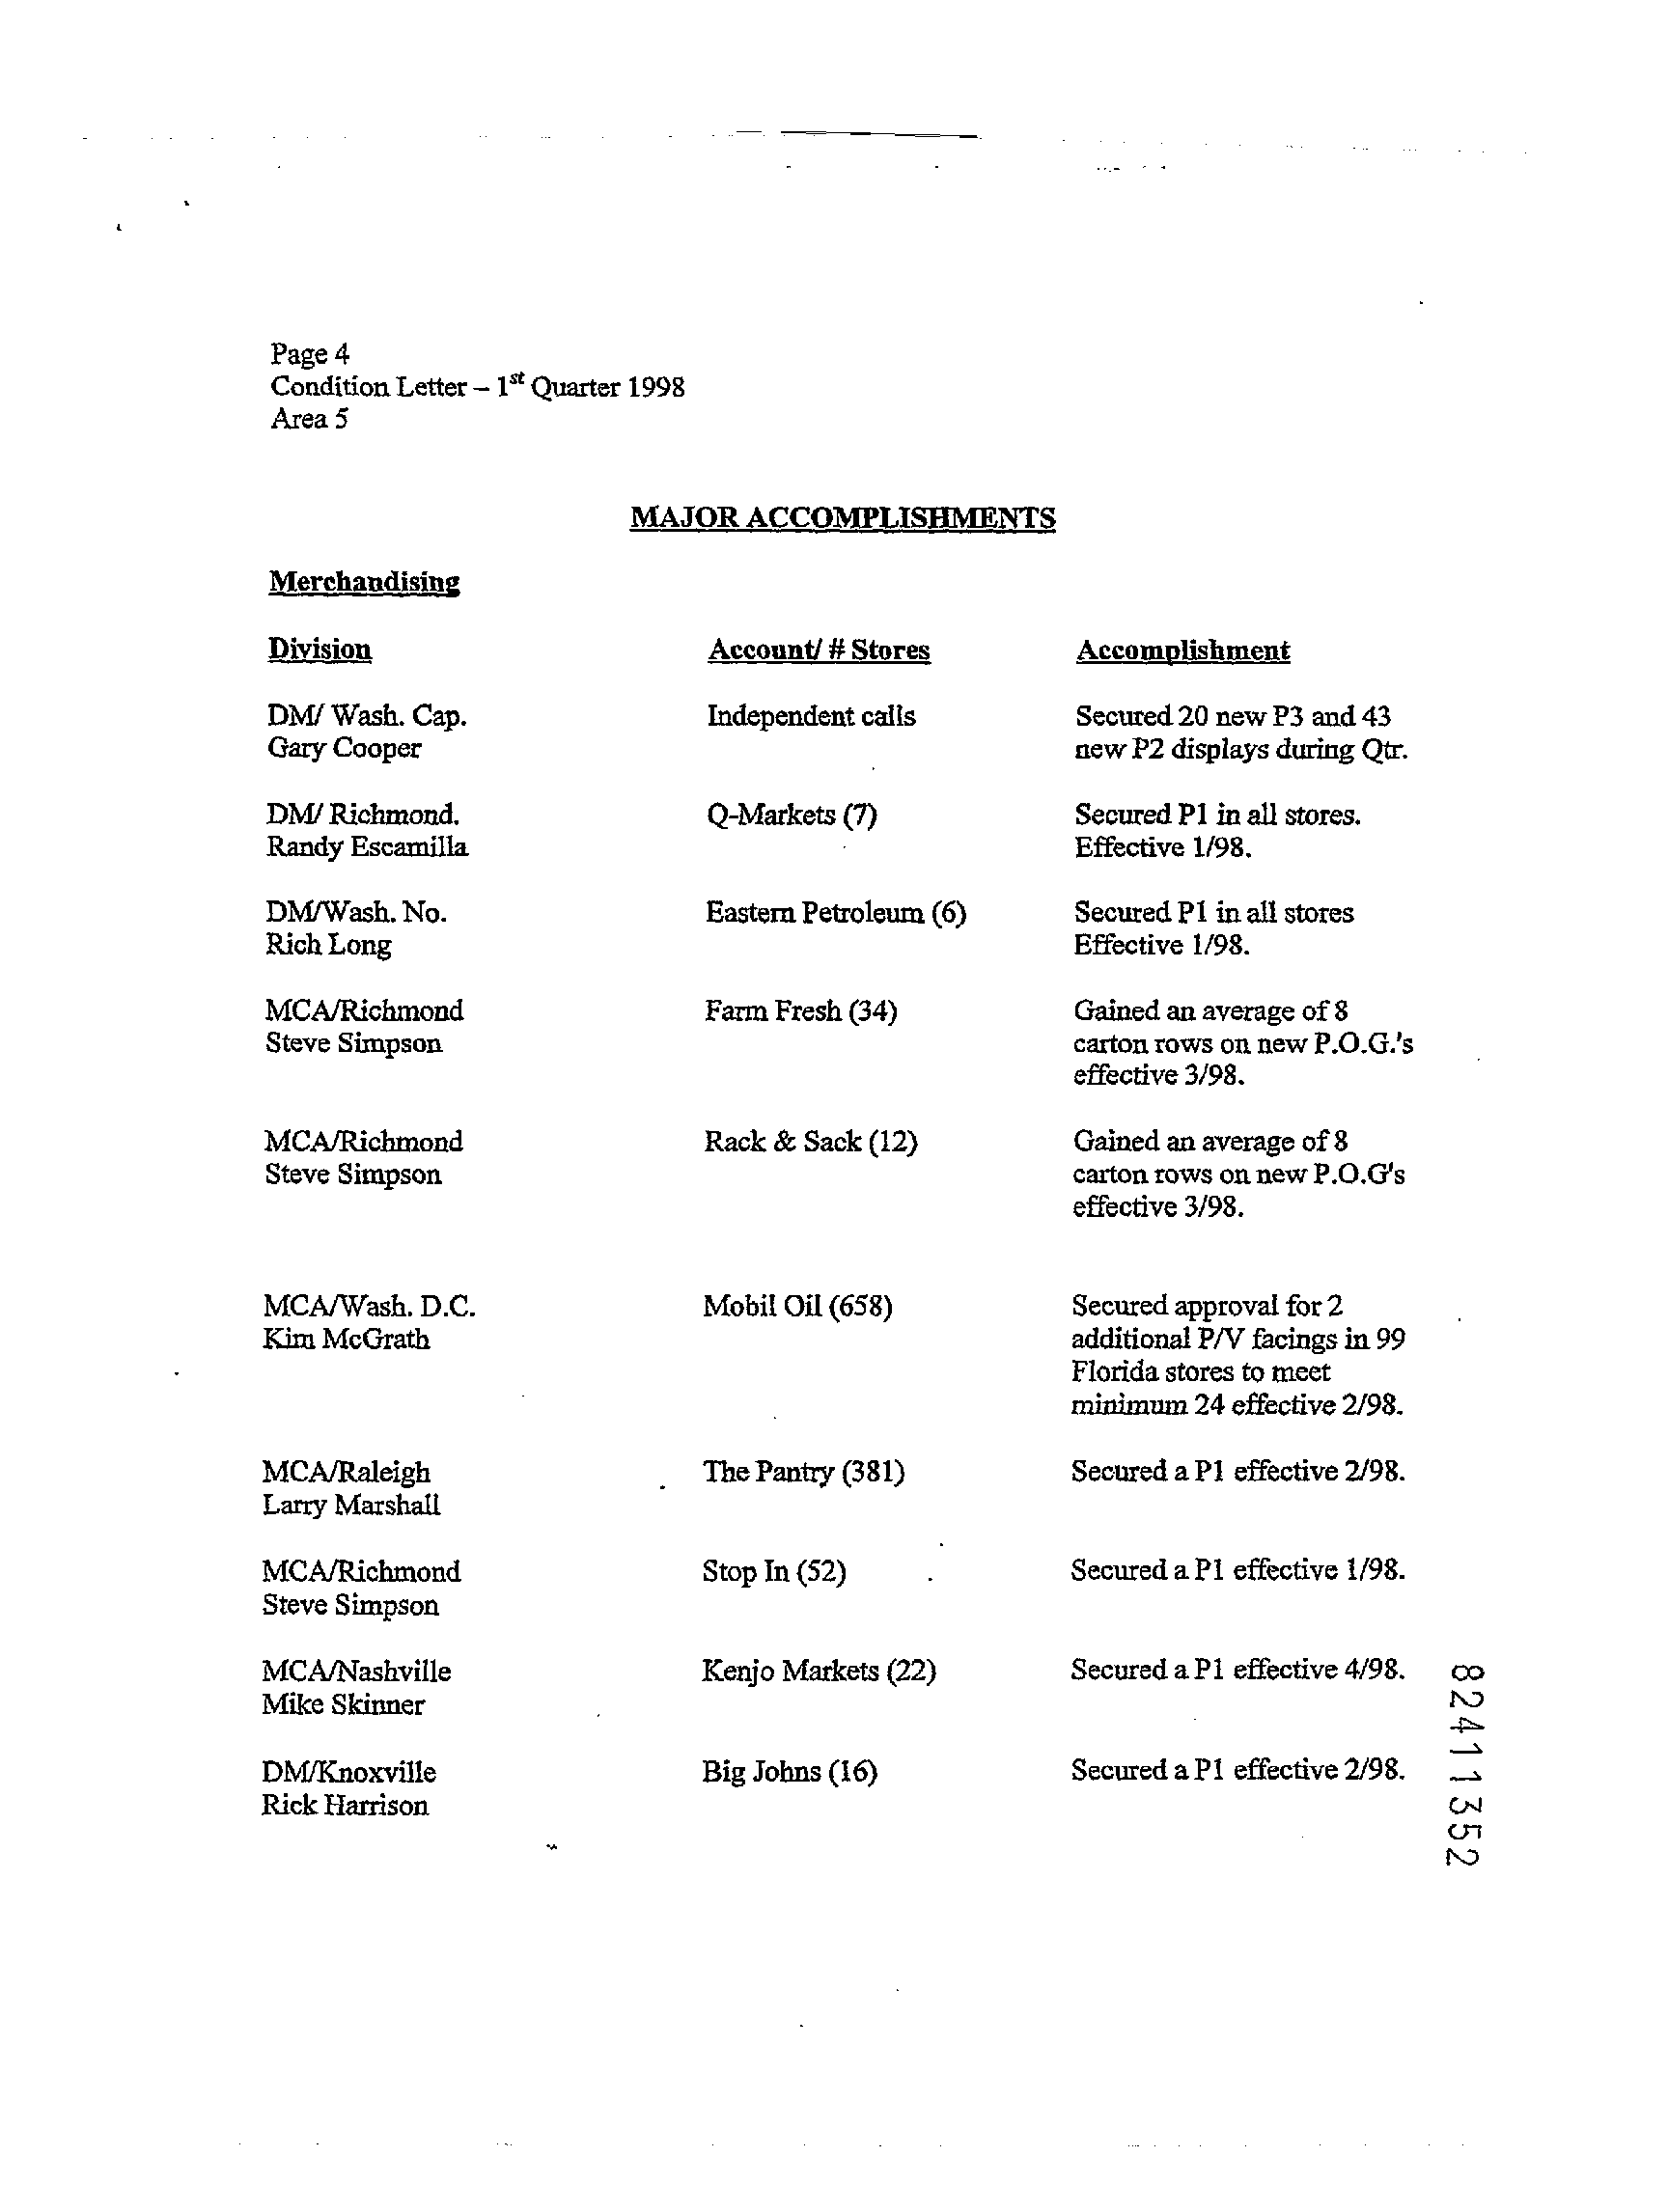 Page 4
Condition Letter – 1st Quarter 1998
Area 5
MAJOR ACCOMPLISHMENTS
Merchandising
Division Account/ # Stores Accomplishment
DM/ Wash. Cap. Independent calls Secured 20 new P3 and 43
Gary Cooper new P2 displays during Qtr.
DM/ Richmond. Q-Markets (7) Secured P1 in all stores.
Randy Escamilla Effective 1/98.
DM/Wash. No. Eastern Petroleum (6) Secured P1 in all stores
Rich Long Effective 1/98.
MCA/Richmond Farm Fresh (34) Gained an average of 8
Steve Simpson carton rows on new P.O.G.'s
effective 3/98.
MCA/Richmond Rack & Sack (12) Gained an average of 8
Steve Simpson carton rows on new P.O.G's
effective 3/98.
MCA/Wash. D.C. Mobil Oil (658) Secured approval for 2
Kim McGrath additional P/V facings in 99
Florida stores to meet
minimum 24 effective 2/98.
MCA/Raleigh The Pantry (381) Secured a P1 effective 2/98.
Larry Marshall
MCA/Richmond Stop In (52) Secured a P1 effective 1/98.
Steve Simpson
MCA/Nashville Kenjo Markets (22) Secured a P1 effective 4/98.
Mike Skinner
DM/Knoxville Big Johns (16) Secured a P1 effective 2/98.
Rick Harrison
82411352